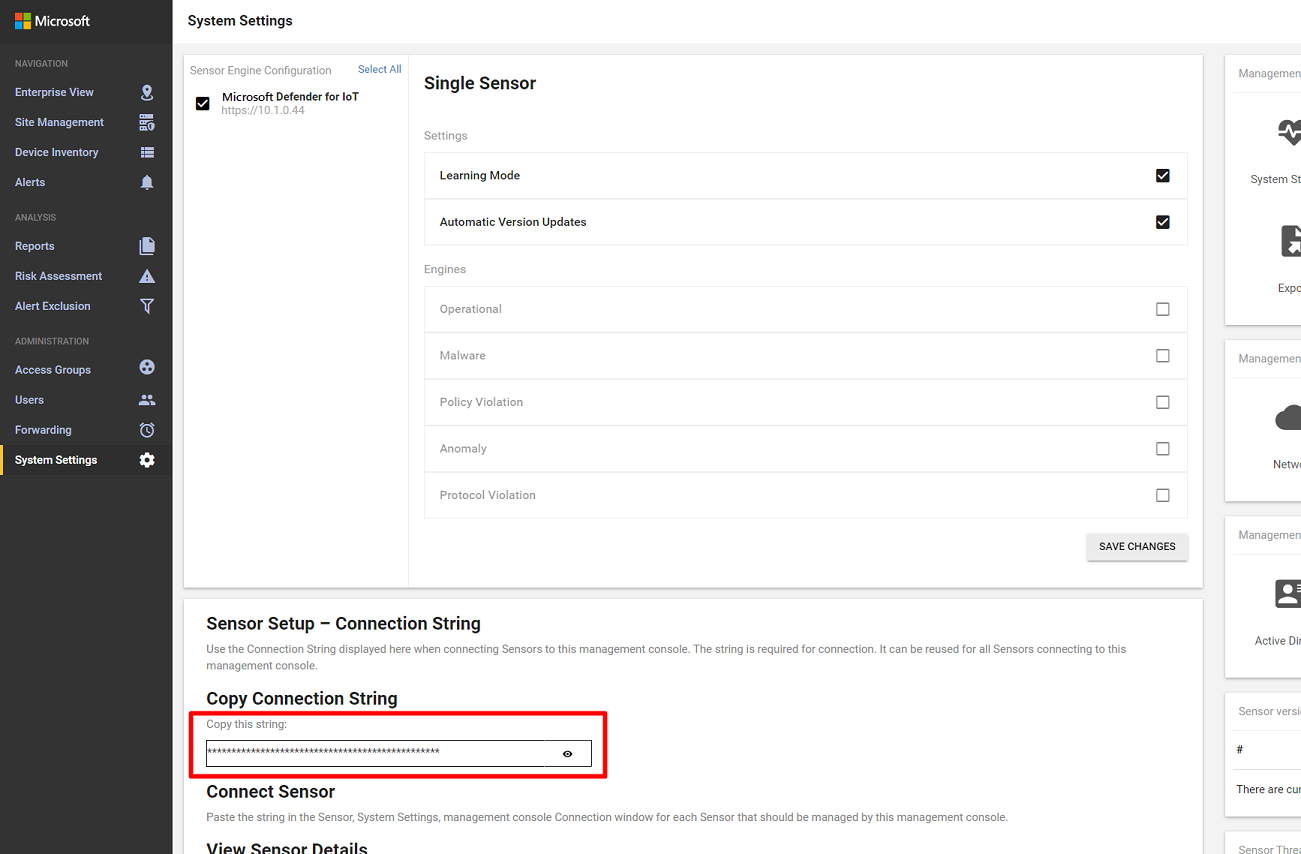 Microsoft
System Settings
NAVIGATION
Enterprise View
Site Management
Device Inventory
Alerts
ANALYSIS
Reports
Risk Assessment
Alert Exclusion
ADMINISTRATION
Access Groups
Users
Forwarding
System Settings
Sensor Engine Configuration
Select All
Microsoft Defender for IoT
https://10.1.0.44
Single Sensor
Settings
Learning Mode
Automatic Version Updates
Engines
Operational
Malware
Policy Violation
Anomaly
Protocol Violation
SAVE CHANGES
Sensor Setup – Connection String
Use the Connection String displayed here when connecting Sensors to this management console. The string is required for connection. It can be reused for all Sensors connecting to this
management console.
Copy Connection String
Copy this string:
************************************************
Connect Sensor
Paste the string in the Sensor, System Settings, management console Connection window for each Sensor that should be managed by this management console.
View Sensor Details
Managemen
System St
Expo
Managemen
Netwo
Managemen
Active Dir
Sensor versi
#
There are cur
Sensor Threa